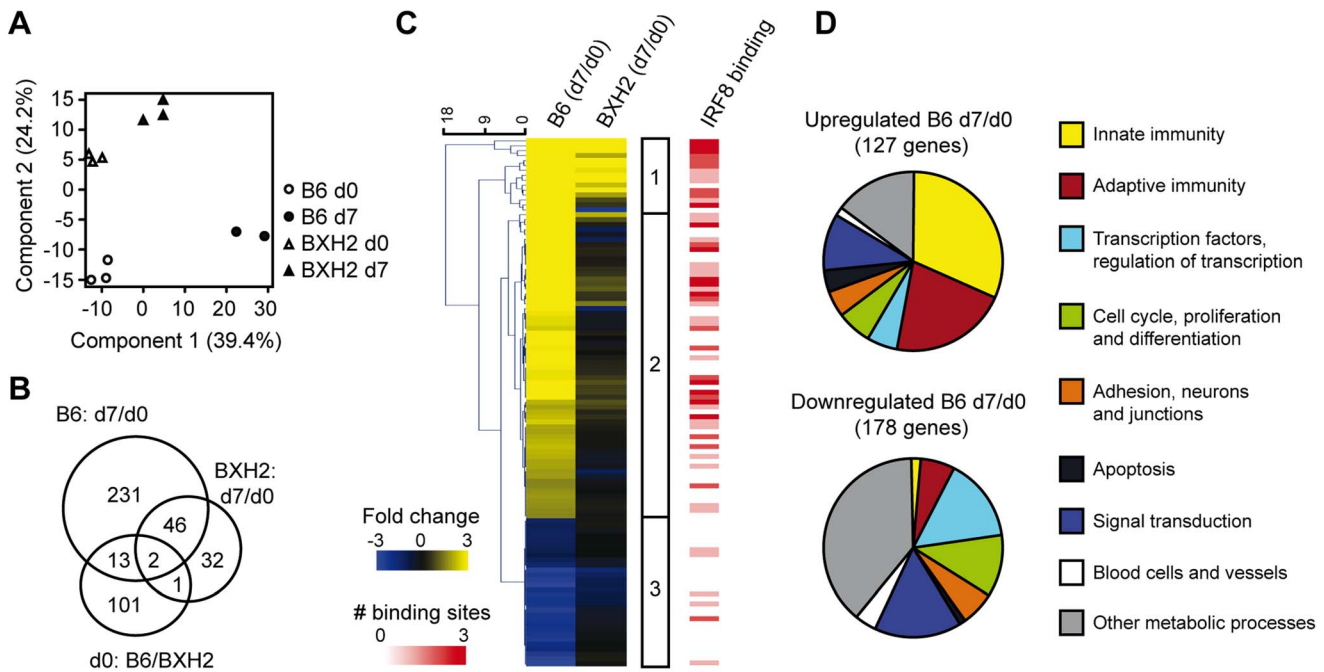 A
Component 2 (24.2%)
15
10
5
0
-5
-10
-15
-10
0
10
20
30
Component 1 (39.4%)
B6 d0
B6 d7
BXH2 d0
BXH2 d7
B
B6: d7/d0
BXH2:
d7/d0
231
46
13
2
32
1
101
d0: B6/BXH2
C
18
9
0
B6 (d7/d0)
BXH2 (d7/d0)
IRF8 binding
1
2
3
Fold change
-3
0
3
# binding sites
0
3
D
Upregulated B6 d7/d0
(127 genes)
Downregulated B6 d7/d0
(178 genes)
Innate immunity
Adaptive immunity
Transcription factors,
regulation of transcription
Cell cycle, proliferation
and differentiation
Adhesion, neurons
and junctions
Apoptosis
Signal transduction
Blood cells and vessels
Other metabolic processes